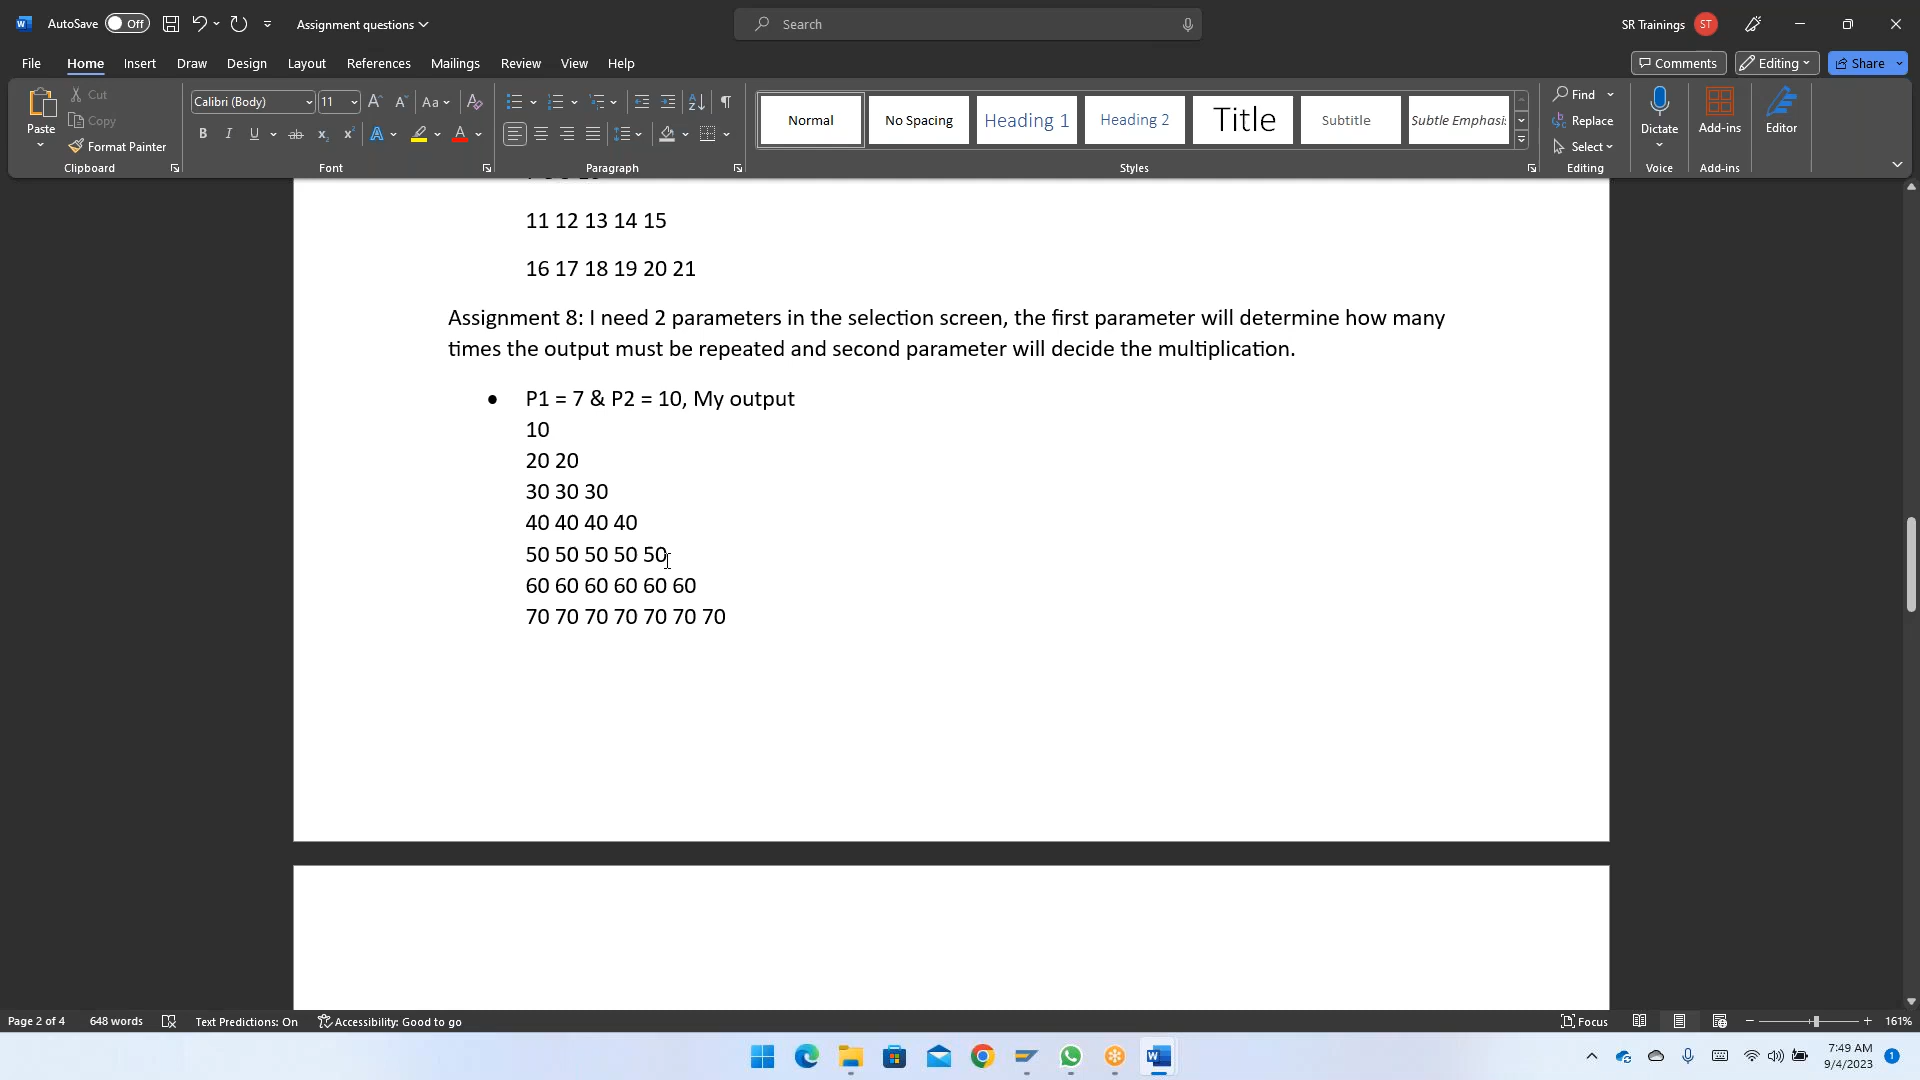 AutoSave Off Assignment questions Search SR Trainings ST
File Home Insert Draw Design Layout References Mailings Review View Help Comments Editing Share
Paste Cut Copy Format Painter Clipboard
Calibri (Body) 11 Font
Paragraph
Normal No Spacing Heading 1 Heading 2 Title Subtitle Subtle Emphasi: Styles
Find Replace Select Editing
Dictate Voice
Add-ins Add-ins
Editor
11 12 13 14 15
16 17 18 19 20 21
Assignment 8: I need 2 parameters in the selection screen, the first parameter will determine how many
times the output must be repeated and second parameter will decide the multiplication.
• P1 = 7 & P2 = 10, My output
10
20 20
30 30 30
40 40 40 40
50 50 50 50 50
60 60 60 60 60 60
70 70 70 70 70 70 70
Page 2 of 4 648 words Text Predictions: On Accessibility: Good to go Focus 161%
7:49 AM
9/4/2023 1